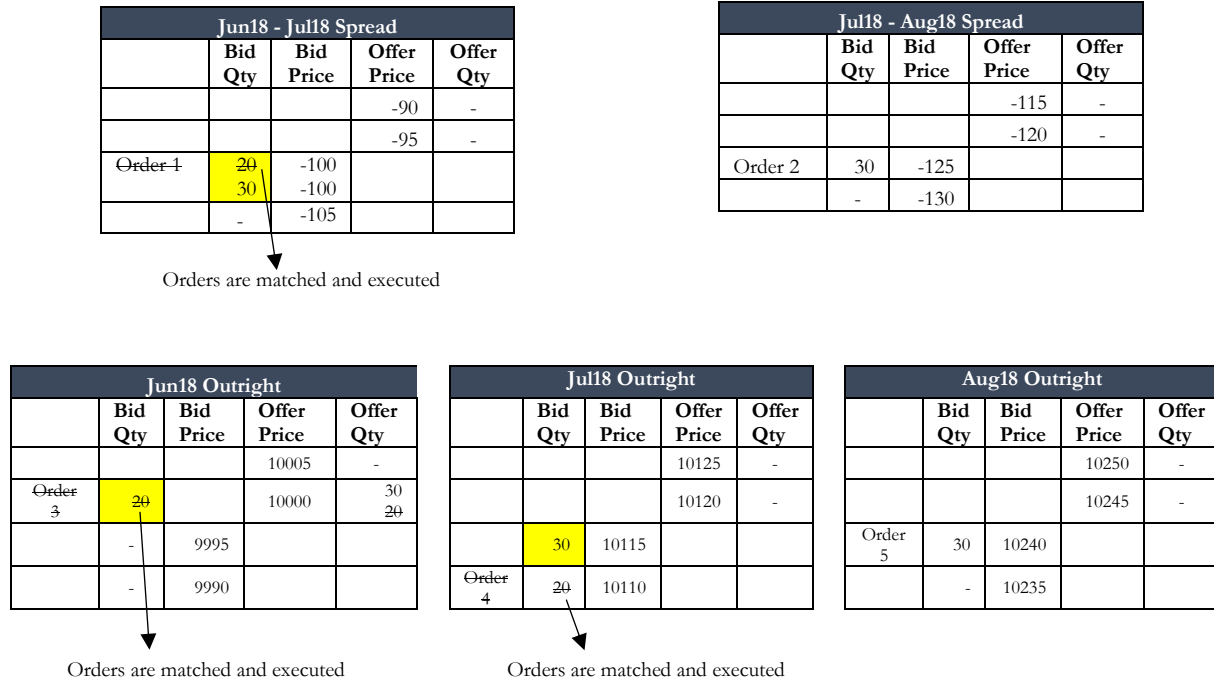 Jun18 - Jul18 Spread
Bid Qty Bid Price Offer Price Offer Qty
-90 -
-95 -
Order 1 20 -100
30 -100
- -105
Orders are matched and executed
Jul18 - Aug18 Spread
Bid Qty Bid Price Offer Price Offer Qty
-115 -
-120 -
Order 2 30 -125
- -130
Jun18 Outright
Bid Qty Bid Price Offer Price Offer Qty
10005 -
Order 3 20 10000 30 20
- 9995
- 9990
Orders are matched and executed
Jul18 Outright
Bid Qty Bid Price Offer Price Offer Qty
10125 -
10120 -
30 10115
Order 4 20 10110
Orders are matched and executed
Aug18 Outright
Bid Qty Bid Price Offer Price Offer Qty
10250 -
10245 -
Order 5 30 10240
- 10235